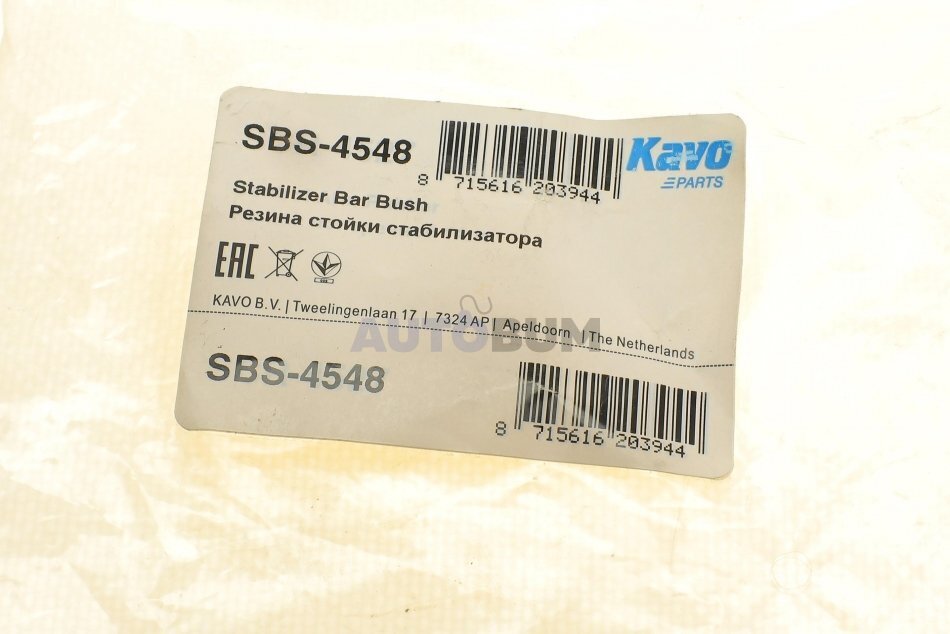 SBS-4548
Kavo
PARTS
8 715616 203944
Stabilizer Bar Bush
Резина стойки стабилизатора
EAC
KAVO B.V. | Tweelingenlaan 17 | 7324 AP | Apeldoorn | The Netherlands
AUTOBUM
SBS-4548
8 715616 203944